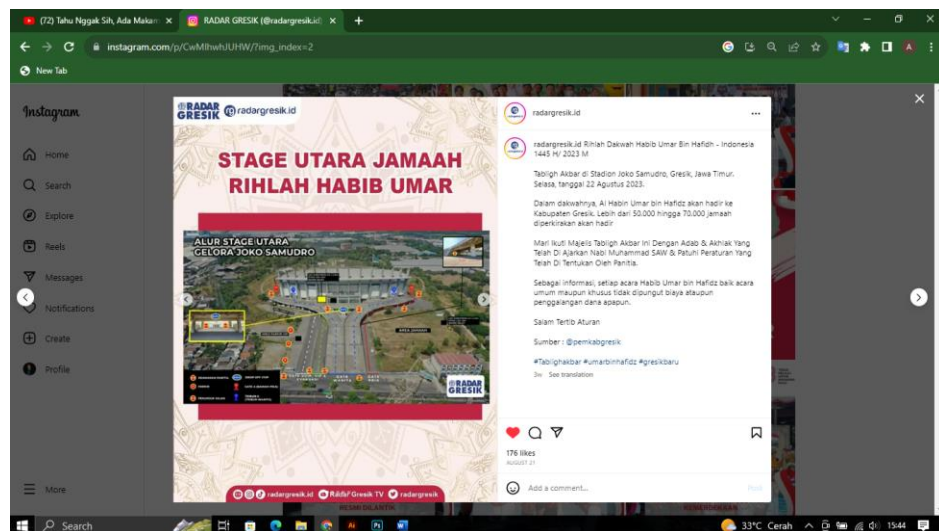 (72) Tahu Nggak Sih, Ada Makam
RADAR GRESIK (@radargresik.id)
instagram.com/p/CwMIhwhJUHW/?img_index=2
A
New Tab
Instagram
Home
Search
Explore
Reels
Messages
Notifications
Create
Profile
More
RADAR GRESIK radargresik.id
STAGE UTARA JAMAAH
RIHLAH HABIB UMAR
ALUR STAGE UTARA
GELORA JOKO SAMUDRO
AREA JAMAAH
RADAR GRESIK
radargresik.id Radar Gresik TV radargresik
radargresik.id
radargresik.id Rihlah Dakwah Habib Umar Bin Hafidh - Indonesia
1445 H/ 2023 M
Tabligh Akbar di Stadion Joko Samudro, Gresik, Jawa Timur.
Selasa, tanggal 22 Agustus 2023.
Dalam dakwahnya, Al Habin Umar bin Hafidz akan hadir ke
Kabupaten Gresik. Lebih dari 50.000 hingga 70.000 jamaah
diperkirakan akan hadir
Mari Ikuti Majelis Tabligh Akbar Ini Dengan Adab & Akhlak Yang
Telah Di Ajarkan Nabi Muhammad SAW & Patuhi Peraturan Yang
Telah Di Tentukan Oleh Panitia.
Sebagai informasi, setiap acara Habib Umar bin Hafidz baik acara
umum maupun khusus tidak dipungut biaya ataupun
penggalangan dana apapun.
Salam Tertib Aturan
Sumber : @pemkabgresik
#Tablighakbar #umarbinhafidz #gresikbaru
3w See translation
176 likes
AUGUST 21
Add a comment...
Post
RESMI DILANTIK
KEMERDEKAAN
Search
33°C Cerah
15:44